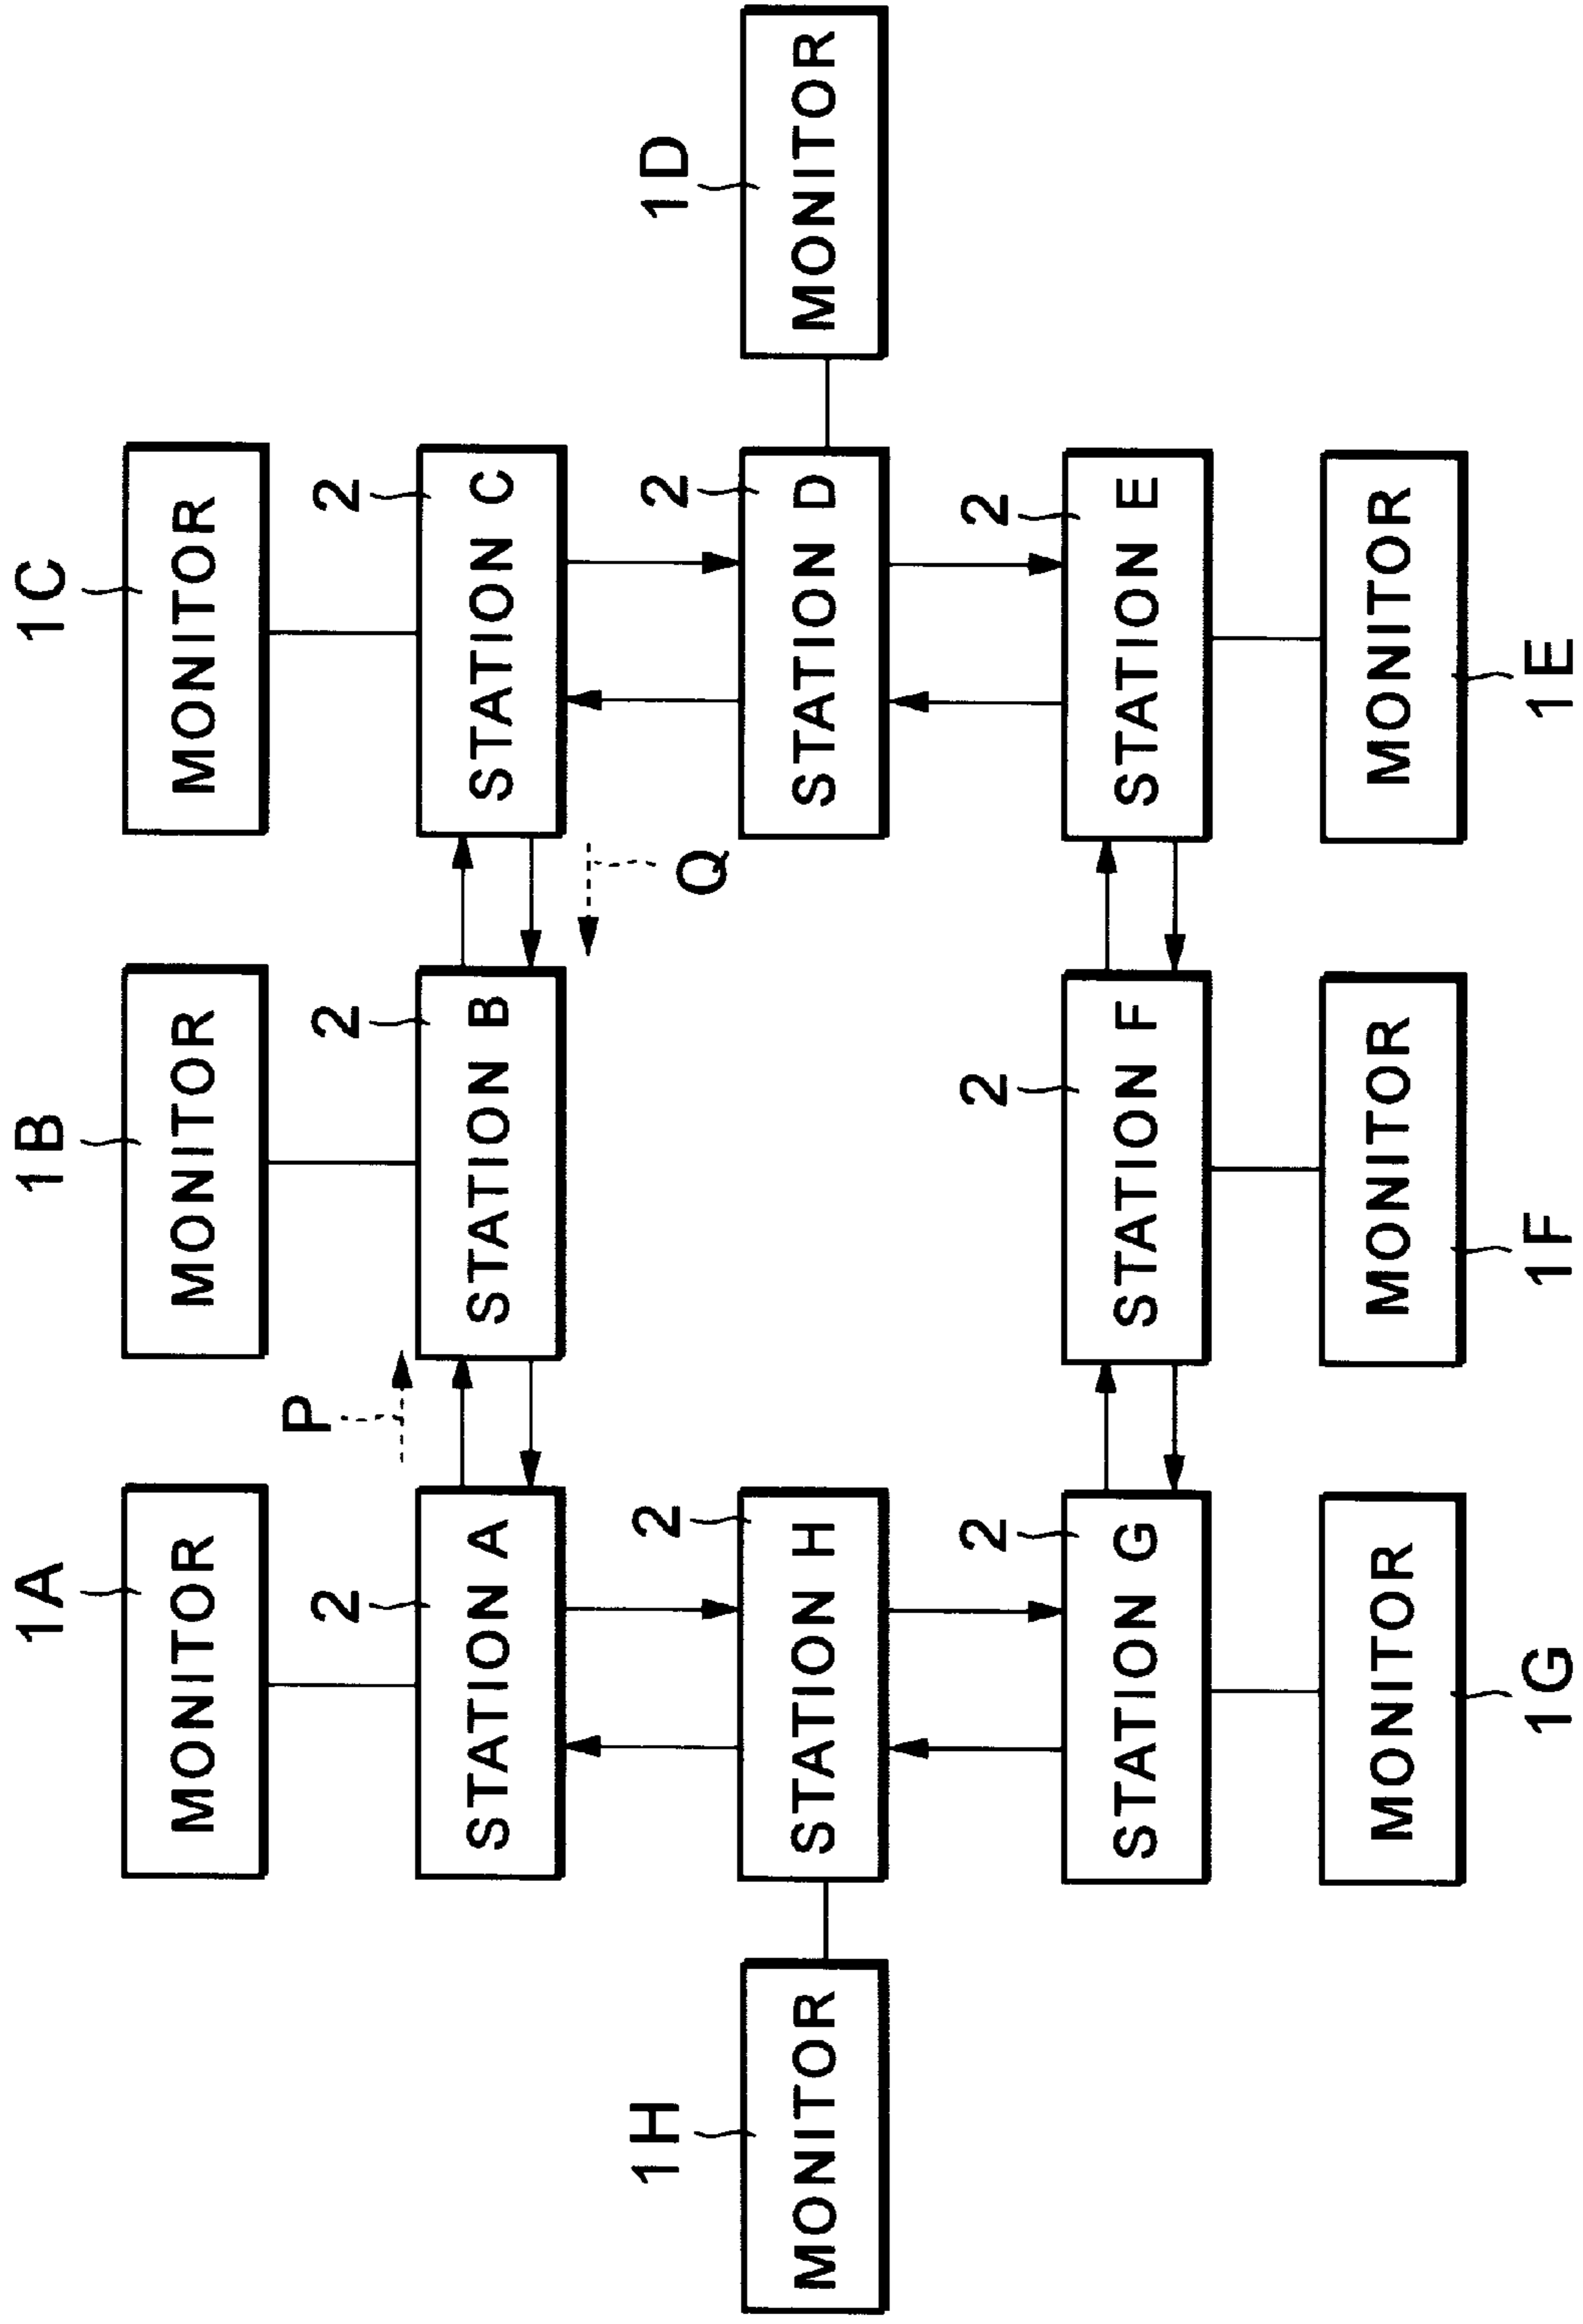 1A
1B
1C
MONITOR
MONITOR
MONITOR
P
2
2
2
STATION A
STATION B
STATION C
Q
1H
2
2
1D
MONITOR
STATION H
STATION D
MONITOR
2
2
2
STATION G
STATION F
STATION E
MONITOR
MONITOR
MONITOR
1G
1F
1E